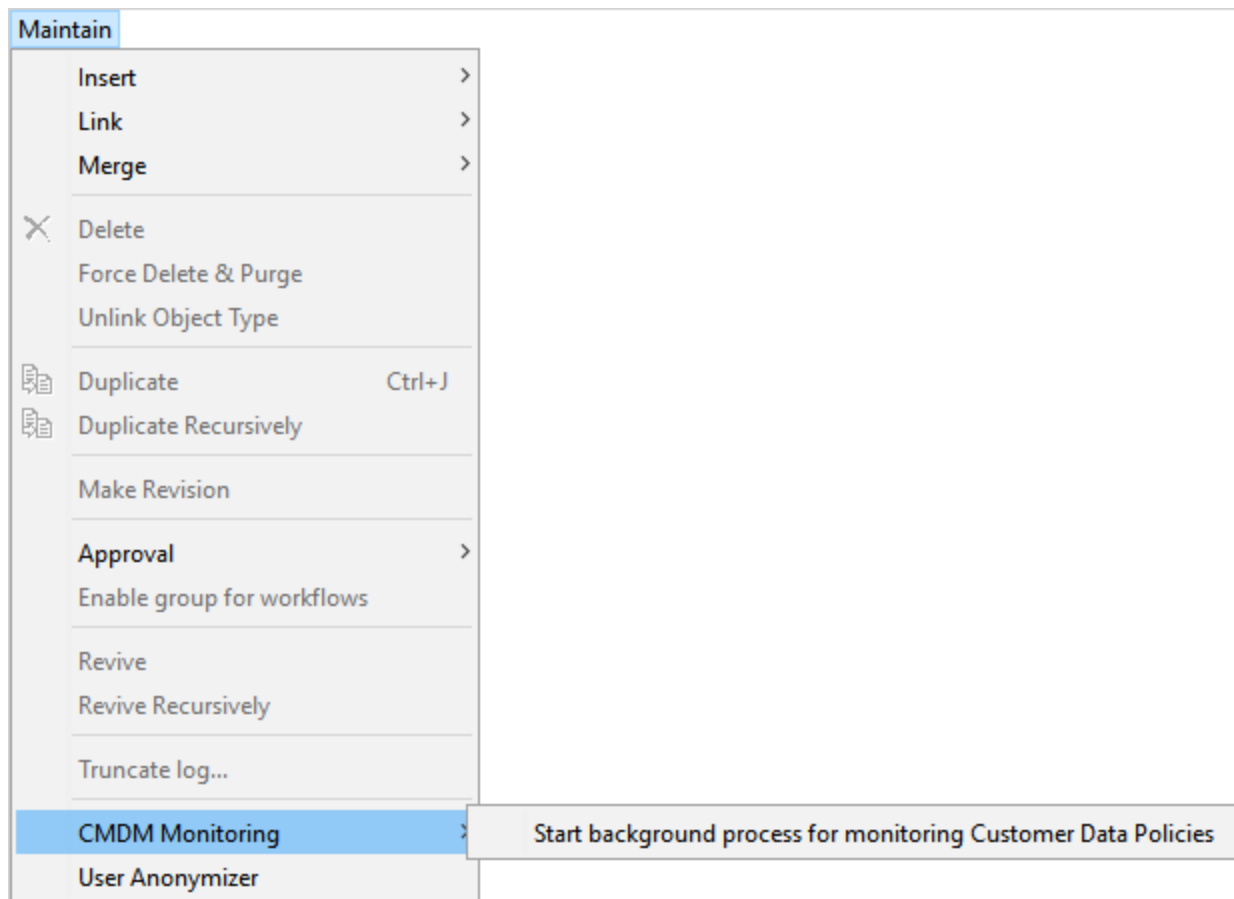 Maintain
Insert
Link
Merge
Delete
Force Delete & Purge
Unlink Object Type
Duplicate Ctrl+J
Duplicate Recursively
Make Revision
Approval
Enable group for workflows
Revive
Revive Recursively
Truncate log...
CMDM Monitoring
Start background process for monitoring Customer Data Policies
User Anonymizer